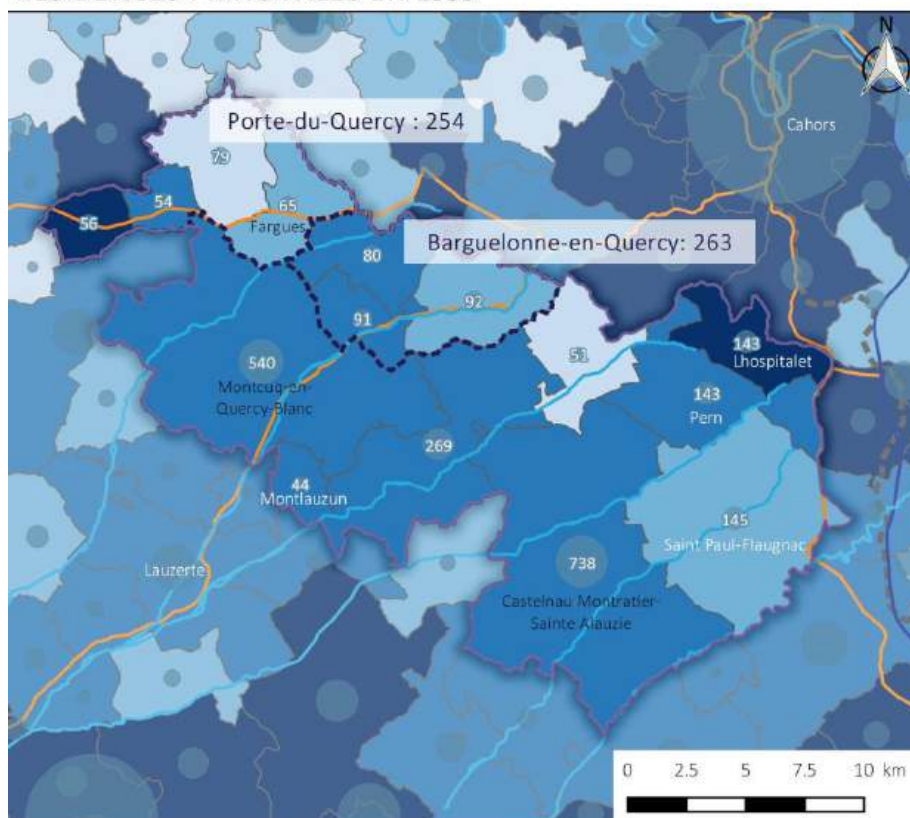 N
Cahors
Porte-du-Quercy : 254
79
54
56
65
Fargues
Barguelonne-en-Quercy: 263
80
92
91
51
143
Lhospitalet
540
Montcuq-en-
Quercy-Blanc
143
Pern
269
44
Montlauzun
145
Saint Paul-Flaugnac
Lauzerte
738
Castelnau Montratier-
Sainte Alauzie
0 2.5 5 7.5 10 km